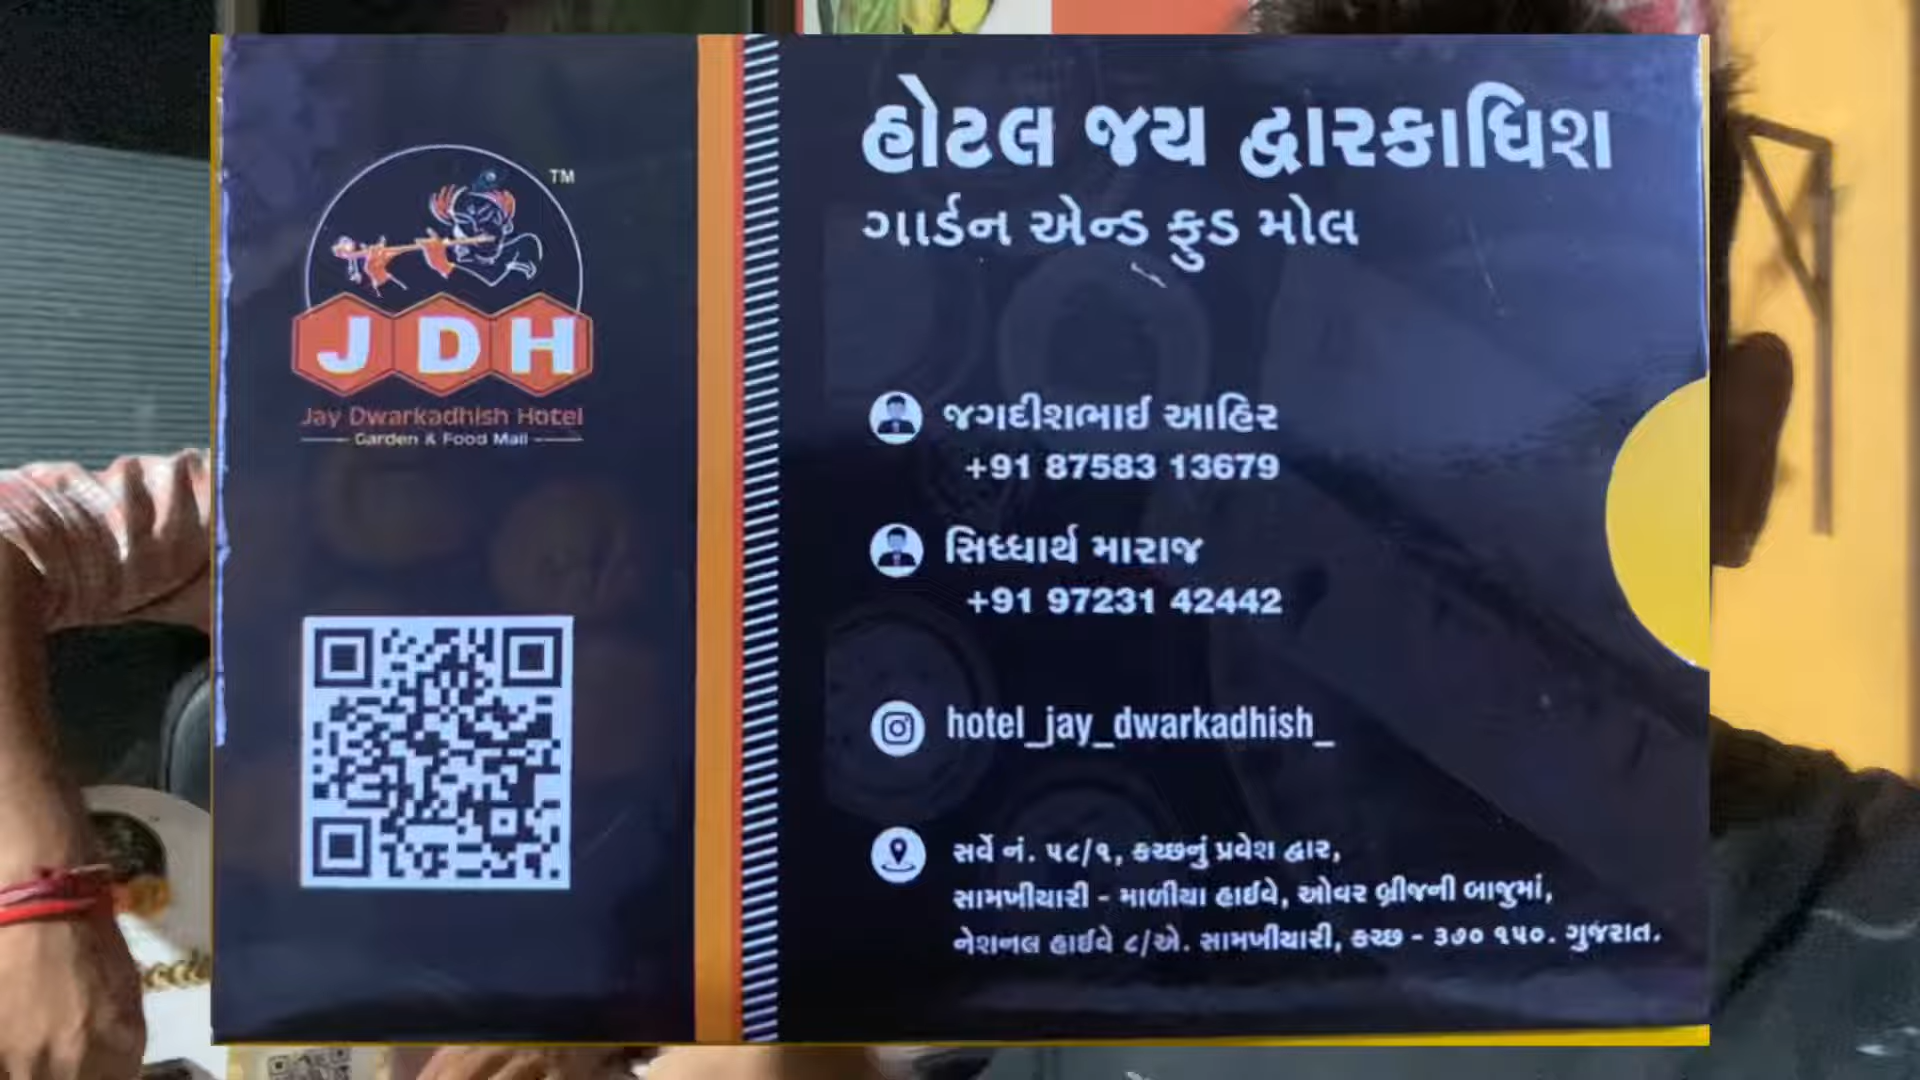 TM
JDH
Jay Dwarkadhish Hotel
Garden & Food Mall
હોટલ જય દ્વારકાધિશ
ગાર્ડન એન્ડ ફુડ મોલ
જગદીશભાઈ આહિર
+91 87583 13679
સિધ્ધાર્થ મારાજ
+91 97231 42442
hotel_jay_dwarkadhish_
સર્વે નં. ૫૮/૧, કચ્છનું પ્રવેશ દ્વાર,
સામખીયારી - માળીયા હાઈવે, ઓવર બ્રીજની બાજુમાં,
નેશનલ હાઈવે ૮/એ. સામખીયારી, કચ્છ - ૩૭૦ ૧૫૦. ગુજરાત.